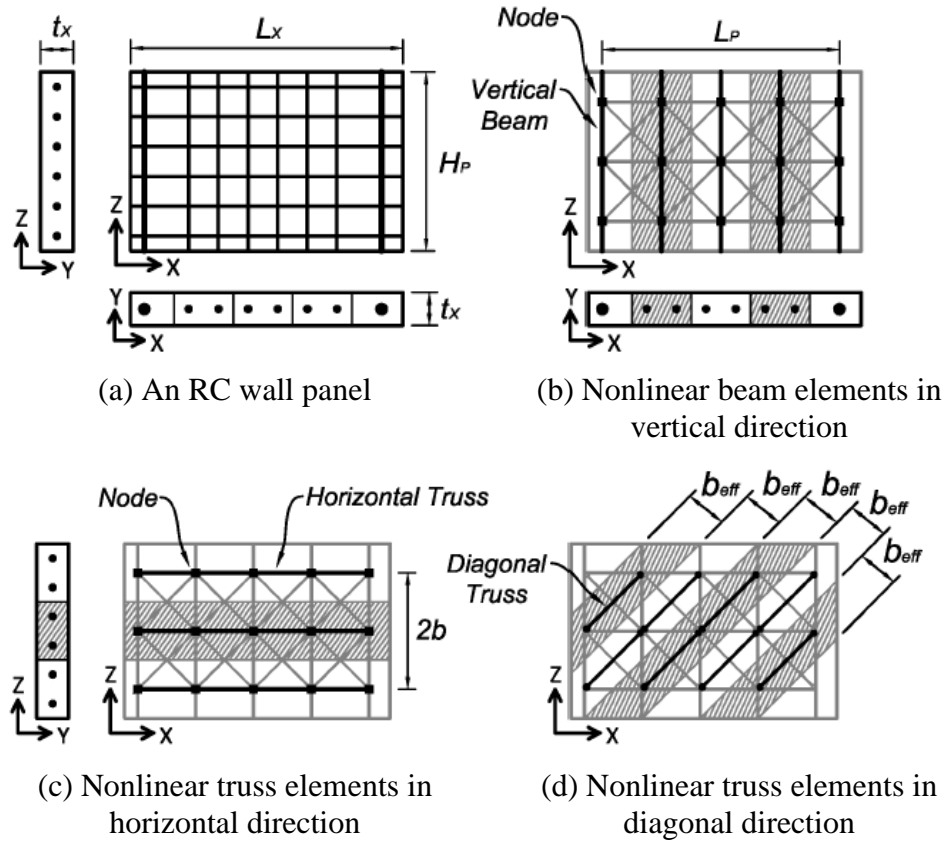 tx
Lx
HP
Z
Y
Z
X
Y
X
tx
(a) An RC wall panel
Node
LP
Vertical
Beam
Z
X
Y
X
(b) Nonlinear beam elements in
vertical direction
Node
Horizontal Truss
2b
Z
Y
Z
X
(c) Nonlinear truss elements in
horizontal direction
beff
beff
beff
beff
beff
Diagonal
Truss
Z
X
(d) Nonlinear truss elements in
diagonal direction